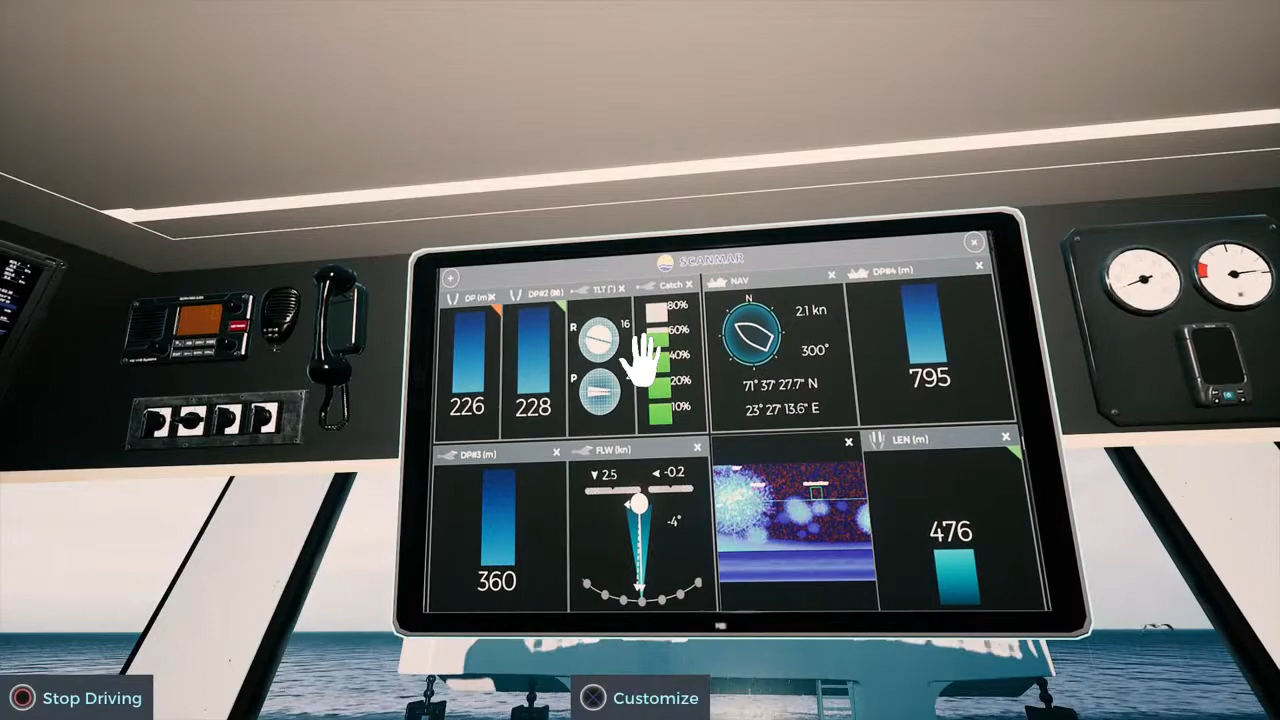 SCANMAR
DP (m)
226
DP#2 (m)
228
TLT (°)
R
16
P
Catch
80%
60%
40%
20%
10%
NAV
N
2.1 kn
300°
71° 37' 27.7" N
23° 27' 13.6" E
DP#4 (m)
795
DP#3 (m)
360
FLW (kn)
2.5
-0.2
-4°
LEN (m)
476
Stop Driving
Customize